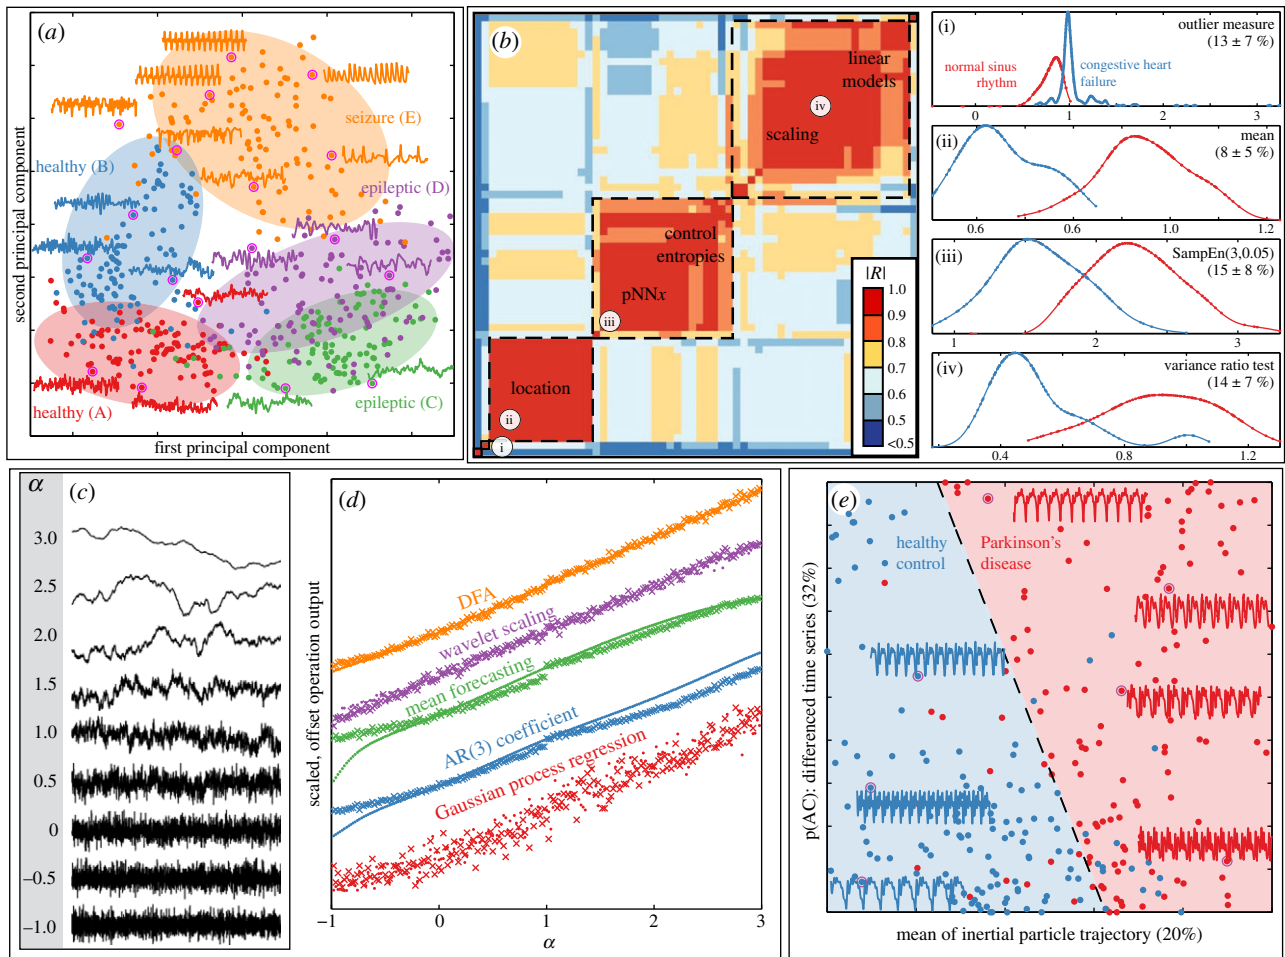 (a)
seizure (E)
healthy (B)
epileptic (D)
healthy (A)
epileptic (C)
second principal component
first principal component
(b)
linear
models
iv
scaling
control
entropies
pNNx
iii
location
ii
i
|R|
1.0
0.9
0.8
0.7
0.6
0.5
<0.5
(i)
outlier measure
(13 ± 7 %)
normal sinus
rhythm
congestive heart
failure
0 1 2 3
(ii)
mean
(8 ± 5 %)
0.6 0.6 1.0 1.2
(iii)
SampEn(3,0.05)
(15 ± 8 %)
1 2 3
(iv)
variance ratio test
(14 ± 7 %)
0.4 0.8 1.2
α
(c)
3.0
2.5
2.0
1.5
1.0
0.5
0
–0.5
–1.0
(d)
DFA
wavelet scaling
mean forecasting
AR(3) coefficient
Gaussian process regression
scaled, offset operation output
–1 0 1 2 3
α
(e)
healthy
control
Parkinson's
disease
p(AC): differenced time series (32%)
mean of inertial particle trajectory (20%)